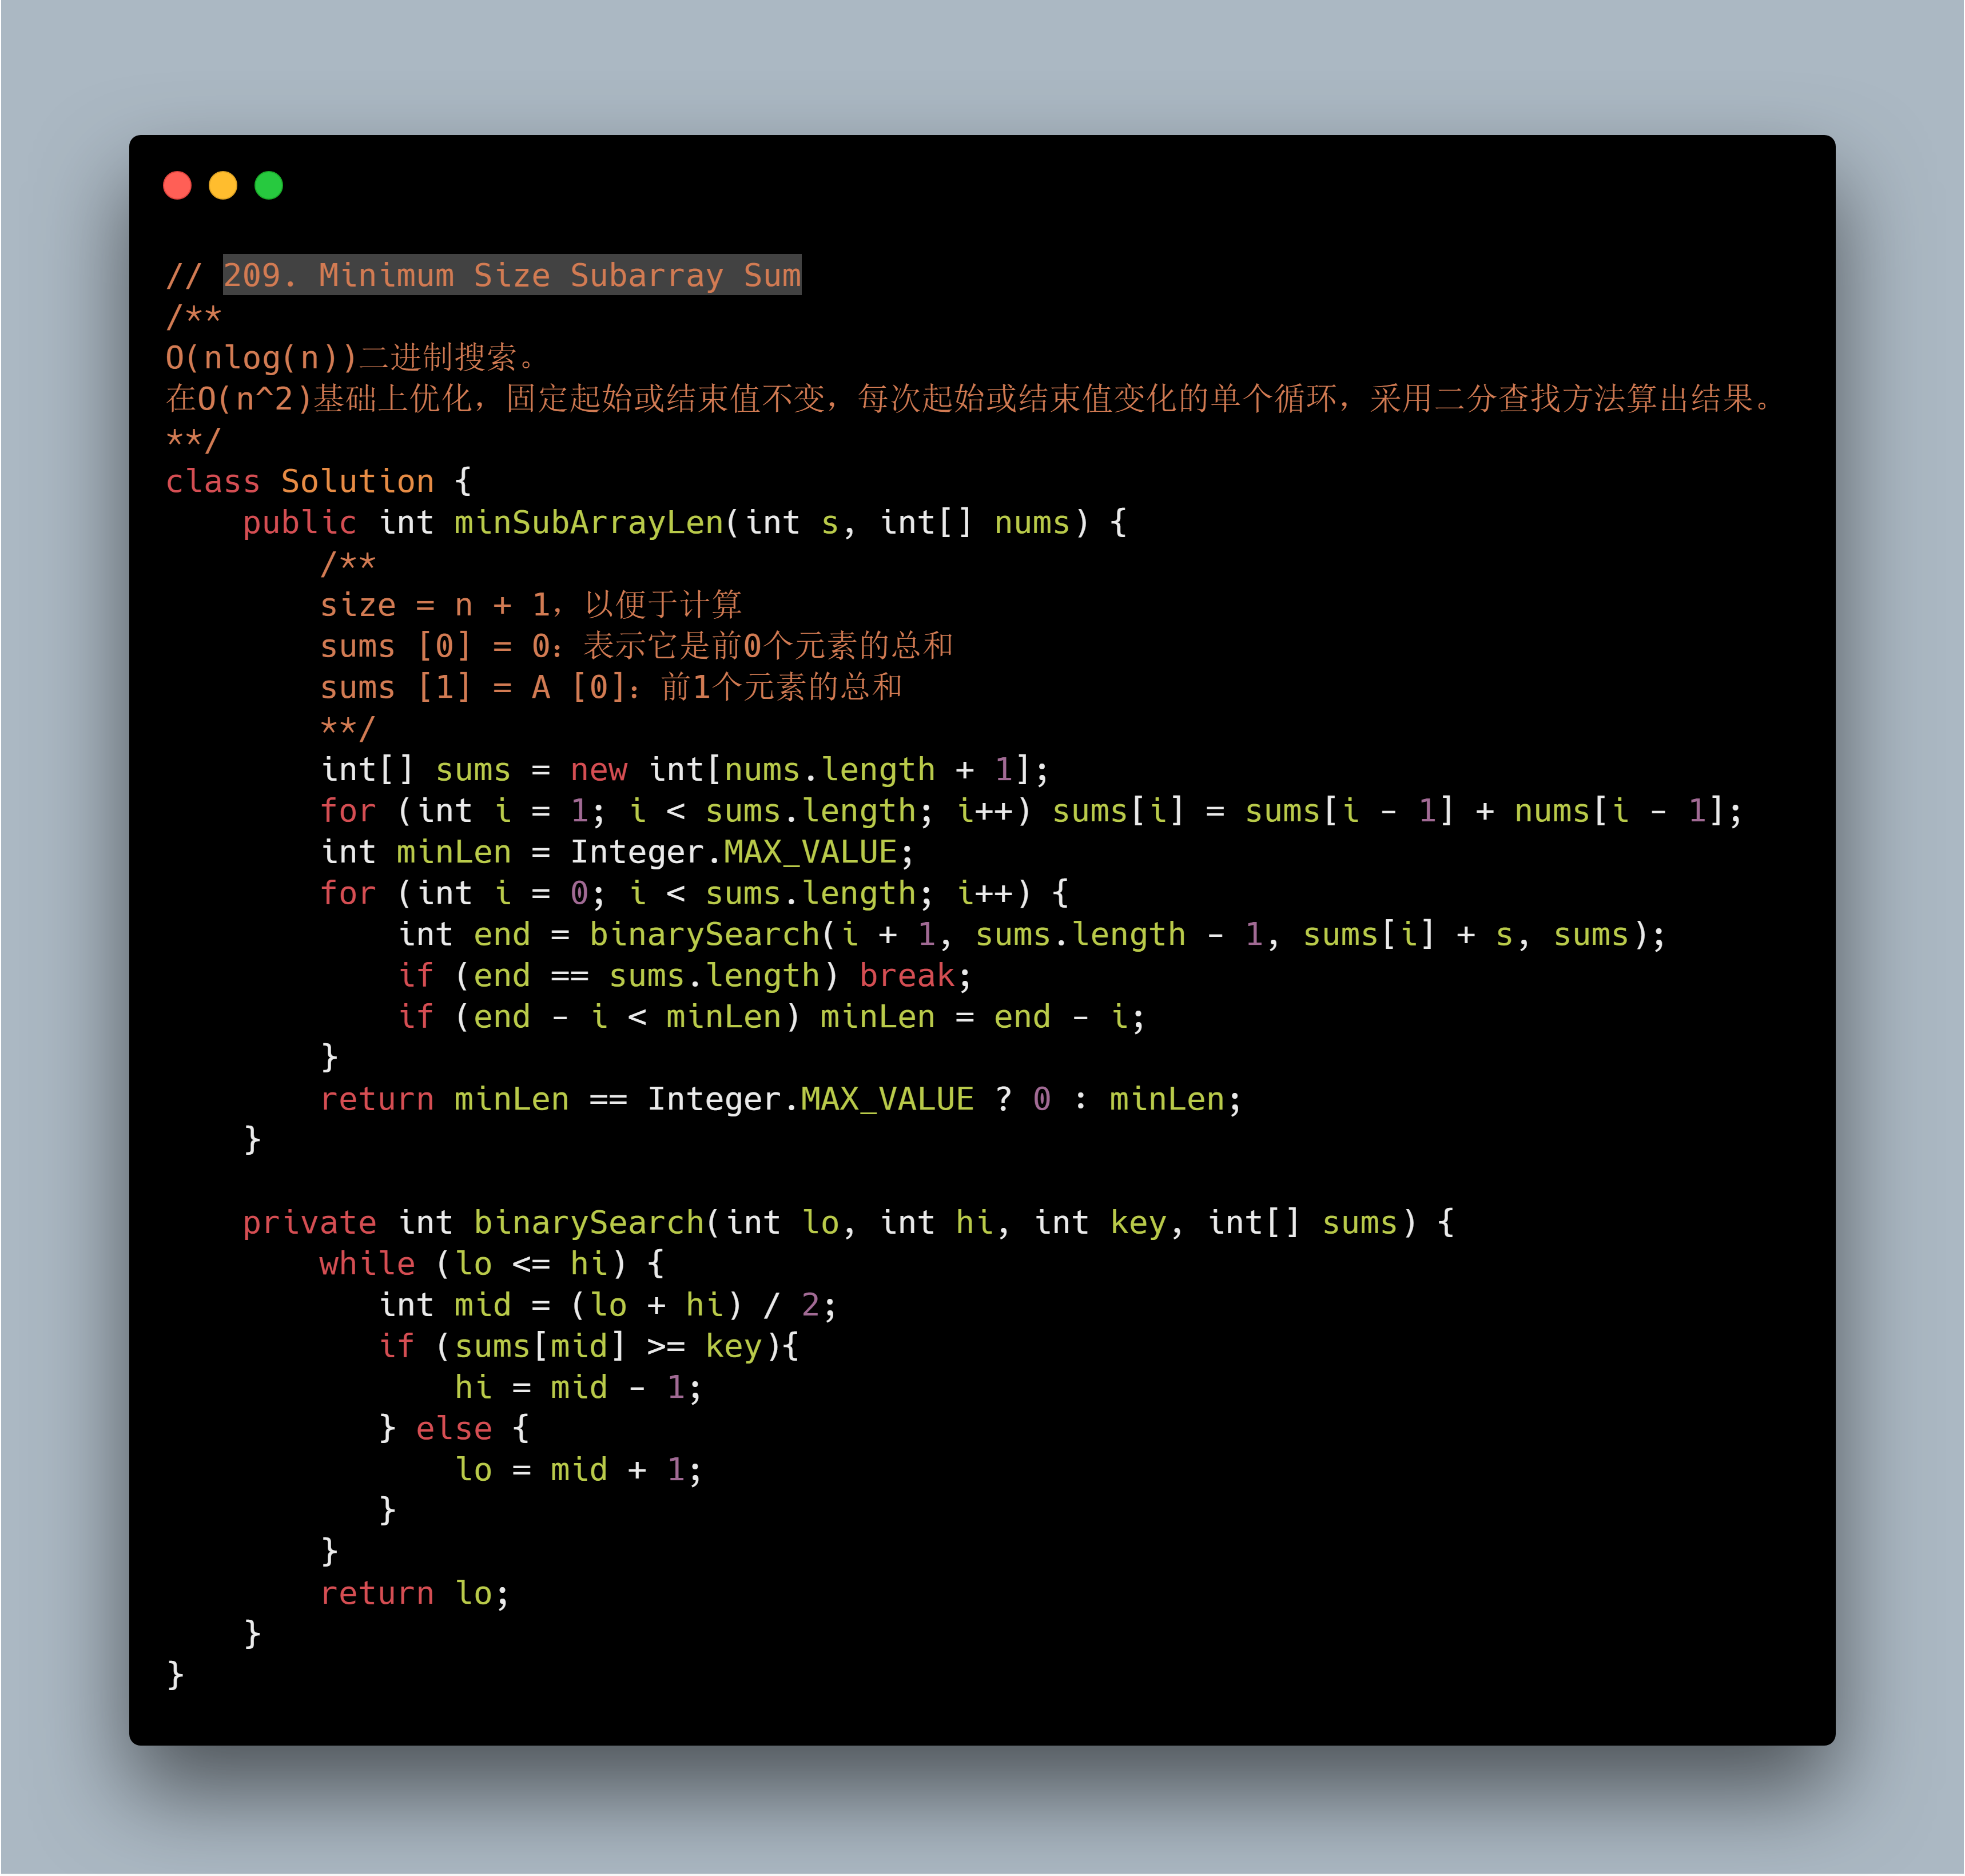 // 209. Minimum Size Subarray Sum
/**
O(nlog(n))二进制搜索。
在O(n^2)基础上优化，固定起始或结束值不变，每次起始或结束值变化的单个循环，采用二分查找方法算出结果。
**/
class Solution {
    public int minSubArrayLen(int s, int[] nums) {
        /**
        size = n + 1，以便于计算
        sums [0] = 0：表示它是前0个元素的总和
        sums [1] = A [0]：前1个元素的总和
        **/
        int[] sums = new int[nums.length + 1];
        for (int i = 1; i < sums.length; i++) sums[i] = sums[i - 1] + nums[i - 1];
        int minLen = Integer.MAX_VALUE;
        for (int i = 0; i < sums.length; i++) {
            int end = binarySearch(i + 1, sums.length - 1, sums[i] + s, sums);
            if (end == sums.length) break;
            if (end - i < minLen) minLen = end - i;
        }
        return minLen == Integer.MAX_VALUE ? 0 : minLen;
    }

    private int binarySearch(int lo, int hi, int key, int[] sums) {
        while (lo <= hi) {
           int mid = (lo + hi) / 2;
           if (sums[mid] >= key){
               hi = mid - 1;
           } else {
               lo = mid + 1;
           }
        }
        return lo;
    }
}